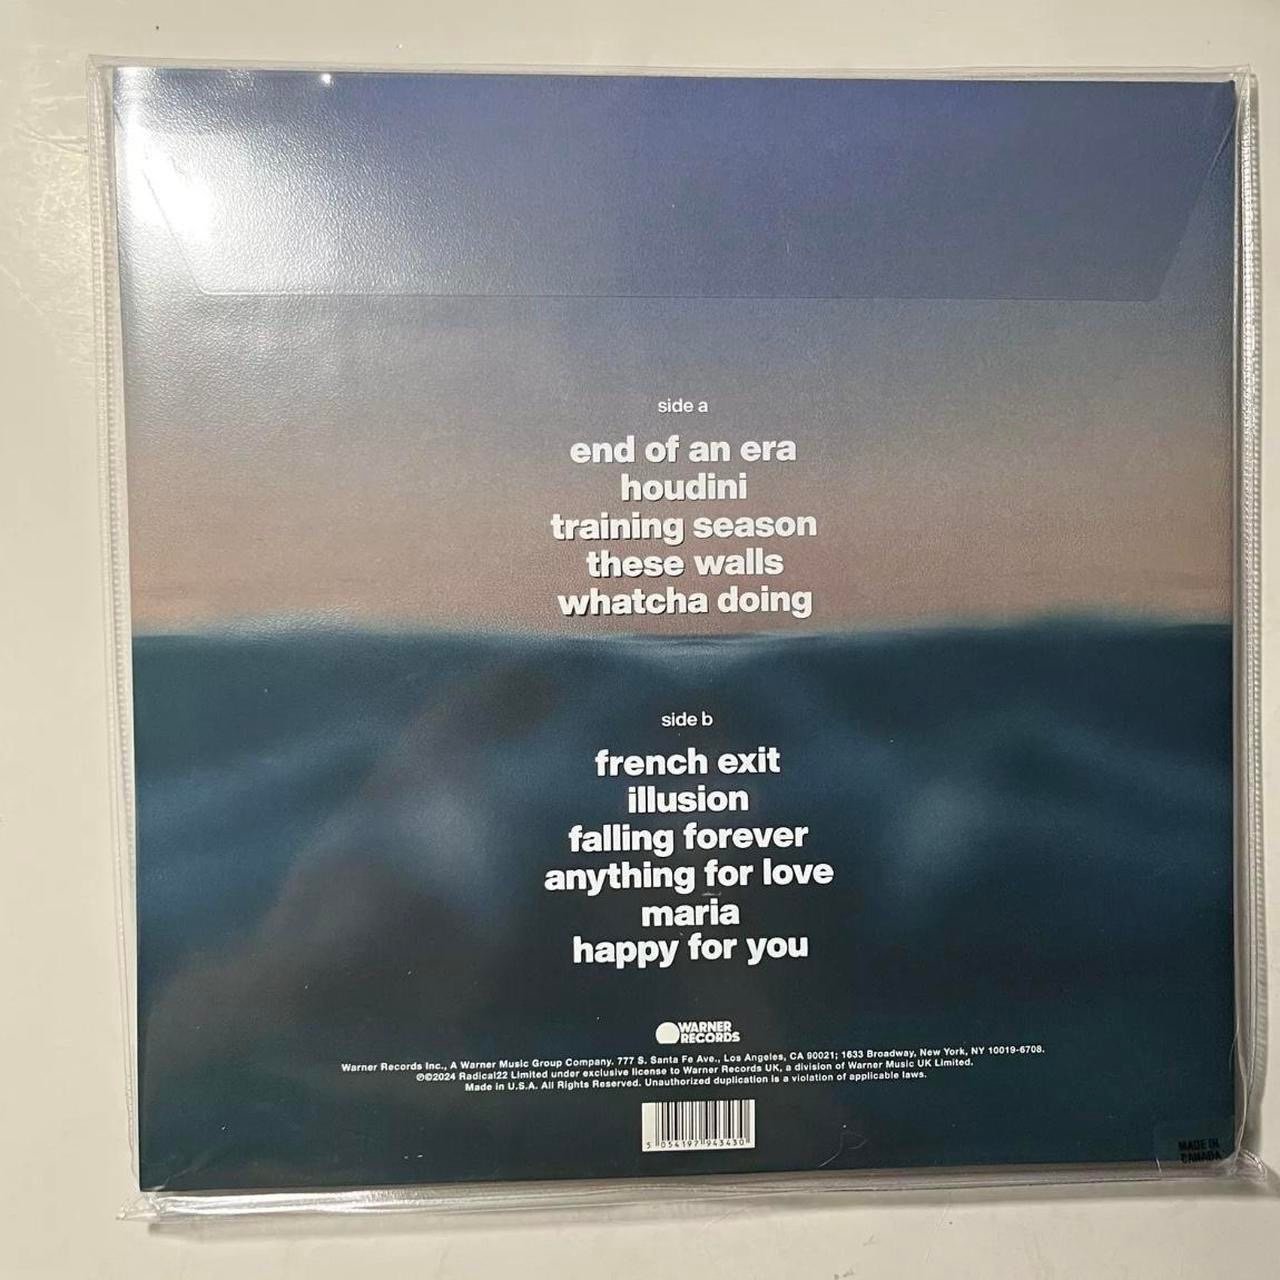 side a
end of an era
houdini
training season
these walls
whatcha doing
side b
french exit
illusion
falling forever
anything for love
maria
happy for you
WARNER
RECORDS
Warner Records Inc., A Warner Music Group Company. 777 S. Santa Fe Ave., Los Angeles, CA 90021; 1633 Broadway, New York, NY 10019-6708.
℗©2024 Radical22 Limited under exclusive license to Warner Records UK, a division of Warner Music UK Limited.
Made in U.S.A. All Rights Reserved. Unauthorized duplication is a violation of applicable laws.
5 054197 943430
MADE IN
CANADA